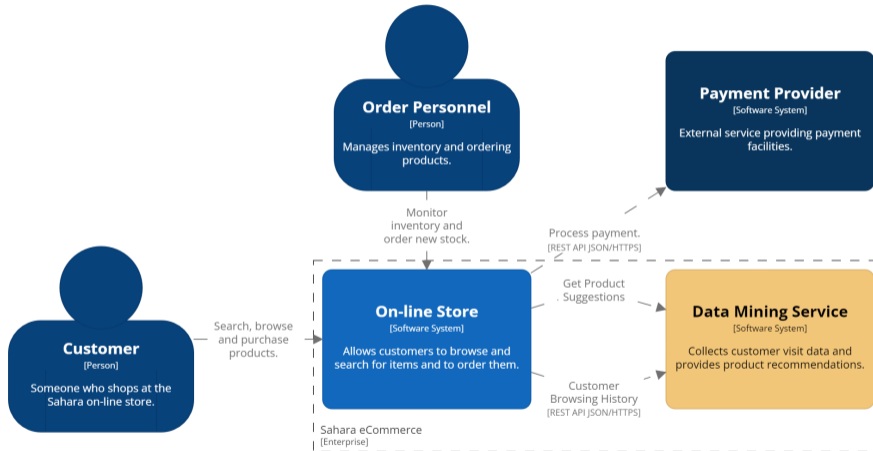 Order Personnel
[Person]
Manages inventory and ordering
products.
Payment Provider
[Software System]
External service providing payment
facilities.
Monitor
inventory and
order new stock.
Process payment.
[REST API JSON/HTTPS]
Customer
[Person]
Someone who shops at the
Sahara on-line store.
Search, browse
and purchase
products.
On-line Store
[Software System]
Allows customers to browse and
search for items and to order them.
Get Product
Suggestions
Customer
Browsing History
[REST API JSON/HTTPS]
Data Mining Service
[Software System]
Collects customer visit data and
provides product recommendations.
Sahara eCommerce
[Enterprise]